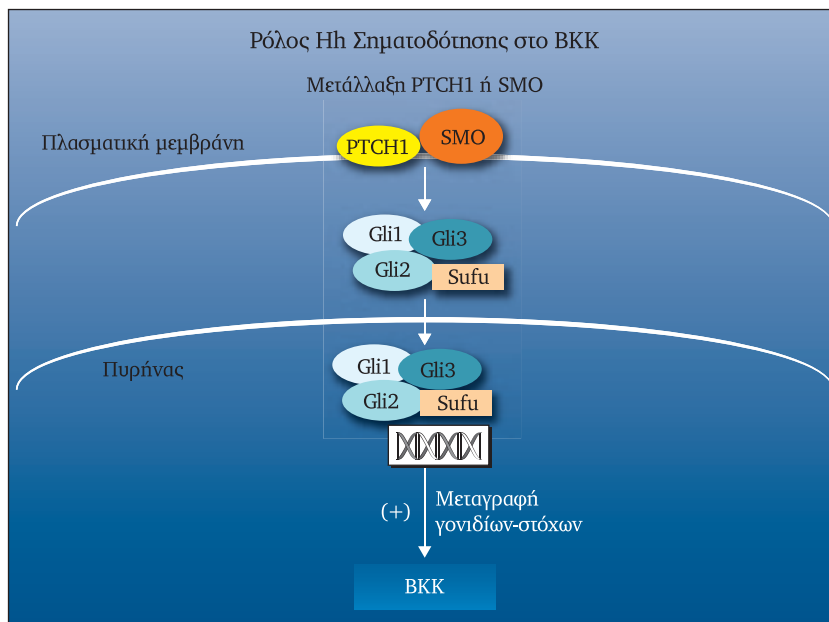 Ρόλος Hh Σηματοδότησης στο ΒΚΚ
Μετάλλαξη PTCH1 ή SMO
Πλασματική μεμβράνη
PTCH1
SMO
Gli1
Gli3
Gli2
Sufu
Πυρήνας
Gli1
Gli3
Gli2
Sufu
(+)
Μεταγραφή
γονιδίων-στόχων
ΒΚΚ